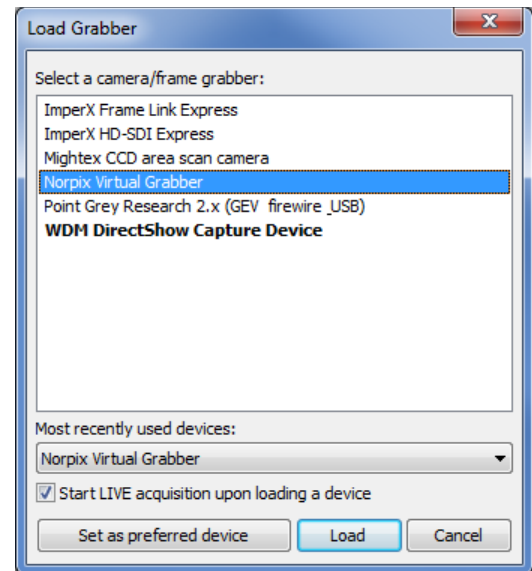 Load Grabber
Select a camera/frame grabber:
ImperX Frame Link Express
ImperX HD-SDI Express
Mightex CCD area scan camera
Norpix Virtual Grabber
Point Grey Research 2.x (GEV firewire _USB)
WDM DirectShow Capture Device
Most recently used devices:
Norpix Virtual Grabber
Start LIVE acquisition upon loading a device
Set as preferred device Load Cancel